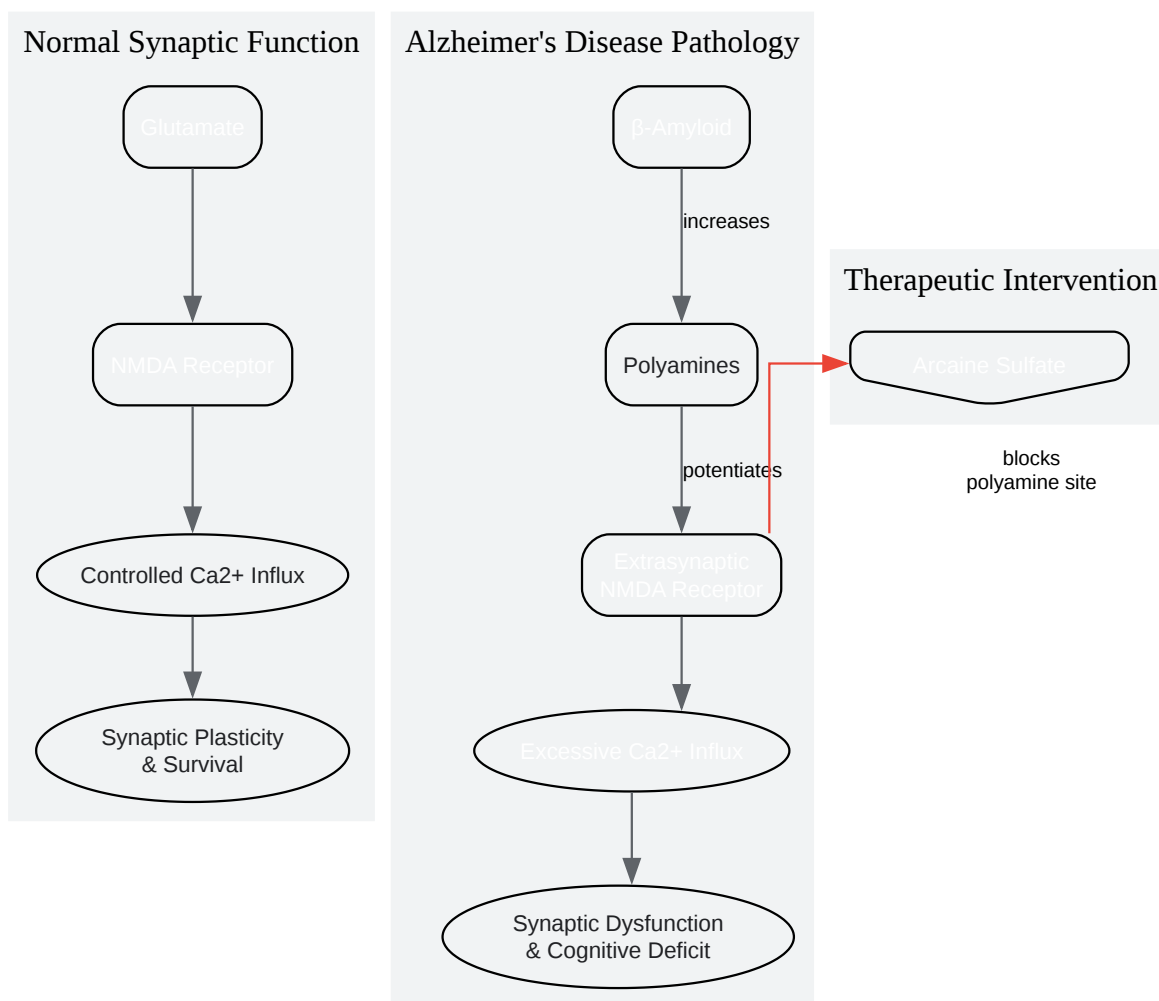 Normal Synaptic Function
Glutamate
NMDA Receptor
Controlled Ca2+ Influx
Synaptic Plasticity
& Survival
Alzheimer's Disease Pathology
β-Amyloid
increases
Polyamines
potentiates
Extrasynaptic
NMDA Receptor
Excessive Ca2+ Influx
Synaptic Dysfunction
& Cognitive Deficit
Therapeutic Intervention
Arcaine Sulfate
blocks
polyamine site